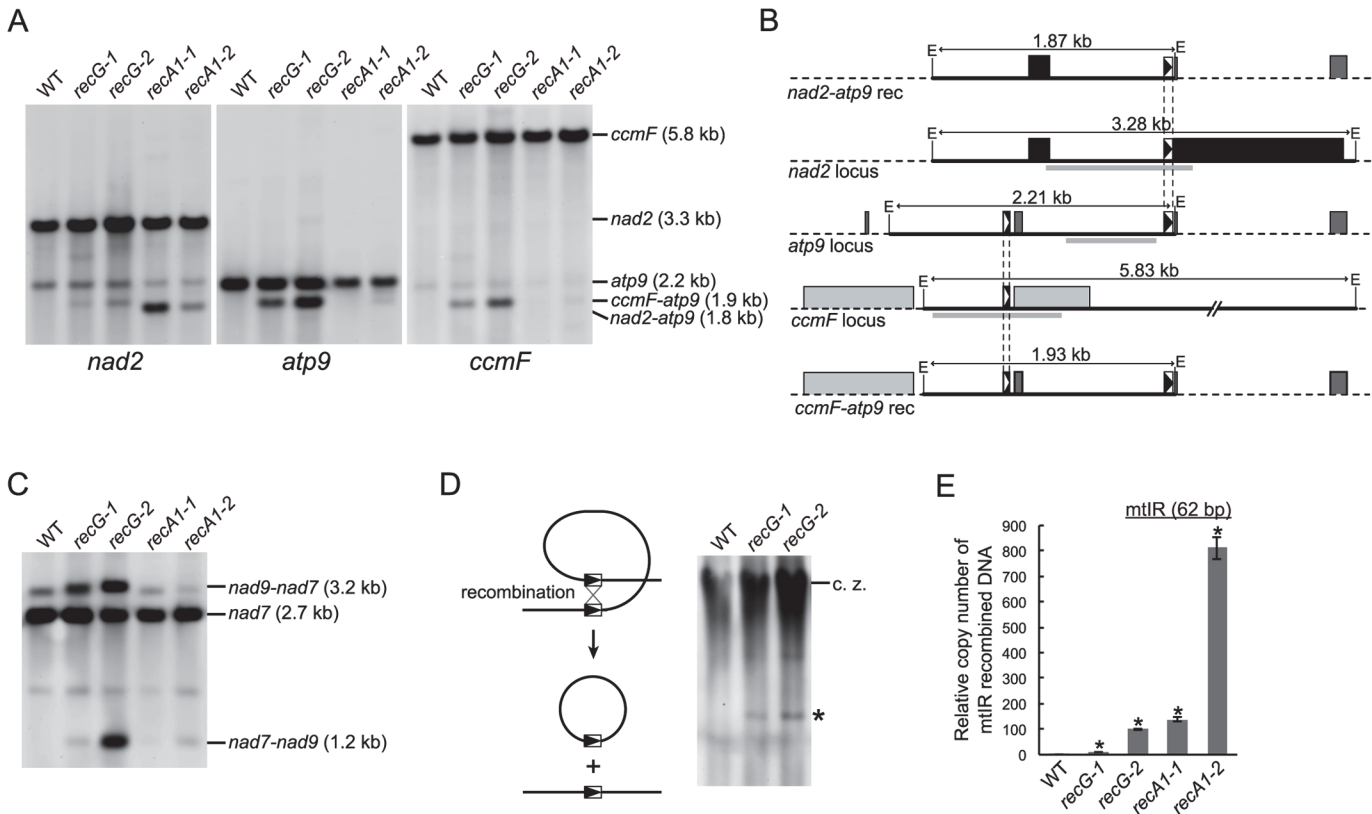 A
WT recG-1 recG-2 recA1-1 recA1-2 WT recG-1 recG-2 recA1-1 recA1-2 WT recG-1 recG-2 recA1-1 recA1-2
ccmF (5.8 kb)
nad2 (3.3 kb)
atp9 (2.2 kb)
ccmF-atp9 (1.9 kb)
nad2-atp9 (1.8 kb)
nad2 atp9 ccmF
B
E 1.87 kb E
nad2-atp9 rec
E 3.28 kb E
nad2 locus
E 2.21 kb E
atp9 locus
E 5.83 kb E
ccmF locus
E 1.93 kb E
ccmF-atp9 rec
C
WT recG-1 recG-2 recA1-1 recA1-2
nad9-nad7 (3.2 kb)
nad7 (2.7 kb)
nad7-nad9 (1.2 kb)
D
recombination
+
WT recG-1 recG-2
c. z.
*
E
mtIR (62 bp)
Relative copy number of
mtIR recombined DNA
900
800
700
600
500
400
300
200
100
0
* * * *
WT recG-1 recG-2 recA1-1 recA1-2